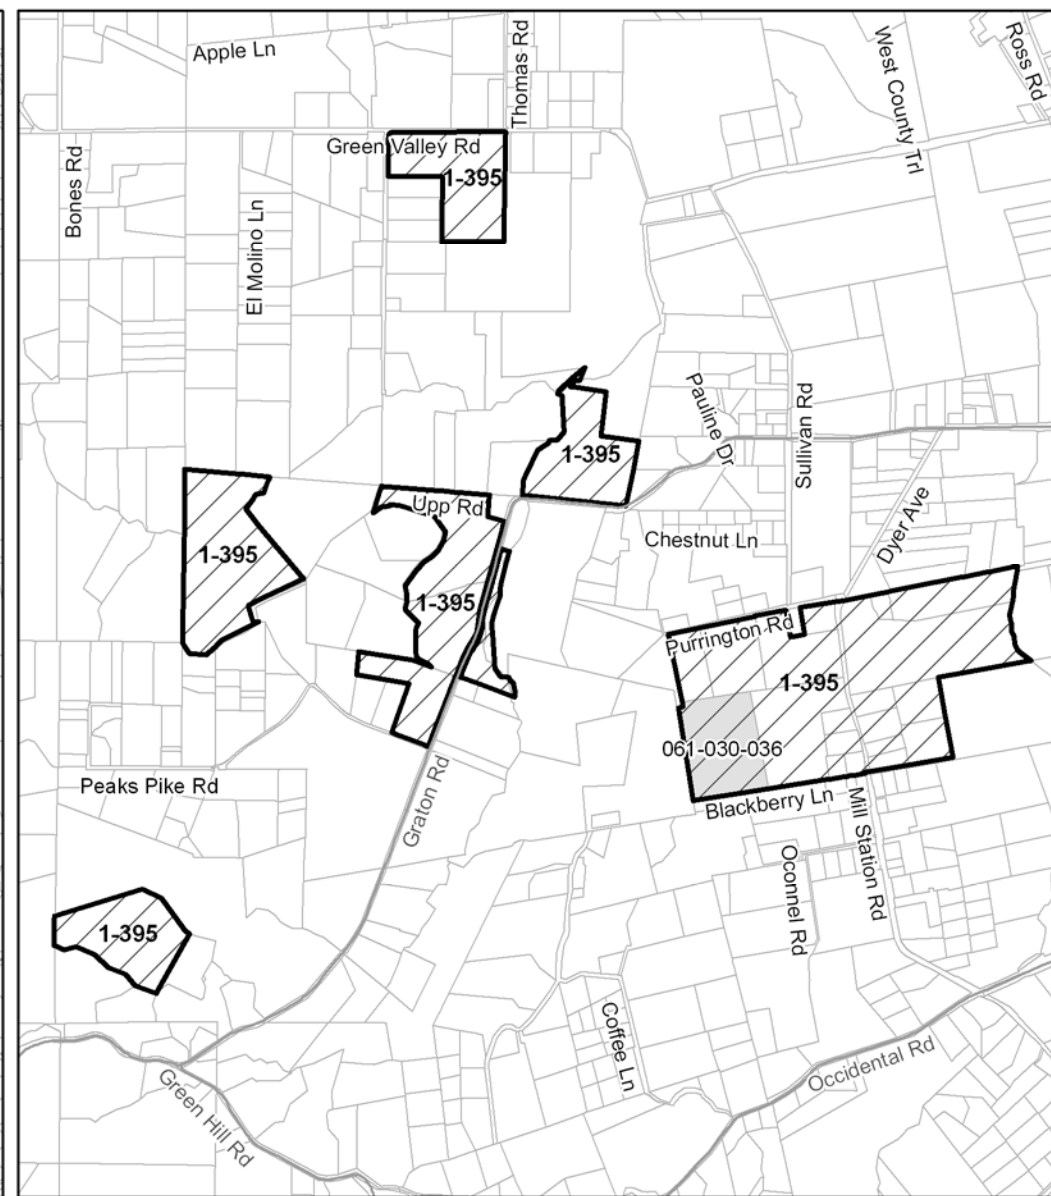 Apple Ln
Thomas Rd
West County Trl
Ross Rd
Green Valley Rd
1-395
Bones Rd
El Molino Ln
Pauline Dr
Sullivan Rd
1-395
Upp Rd
Chestnut Ln
Dyer Ave
1-395
1-395
Purrington Rd
1-395
061-030-036
Peaks Pike Rd
Graton Rd
Blackberry Ln
Mill Station Rd
Oconnel Rd
1-395
Coffee Ln
Occidental Rd
Green Hill Rd